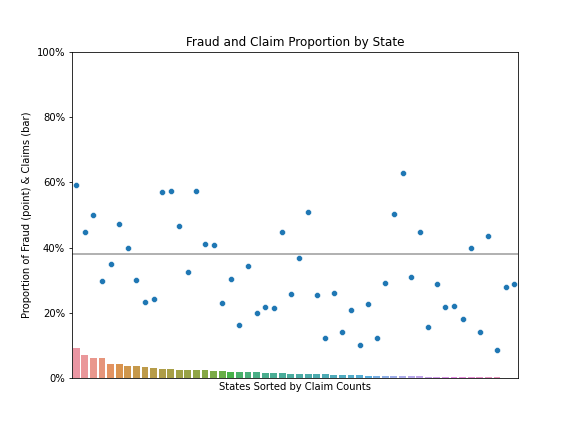 Fraud and Claim Proportion by State
100%
80%
60%
40%
20%
0%
Proportion of Fraud (point) & Claims (bar)
States Sorted by Claim Counts